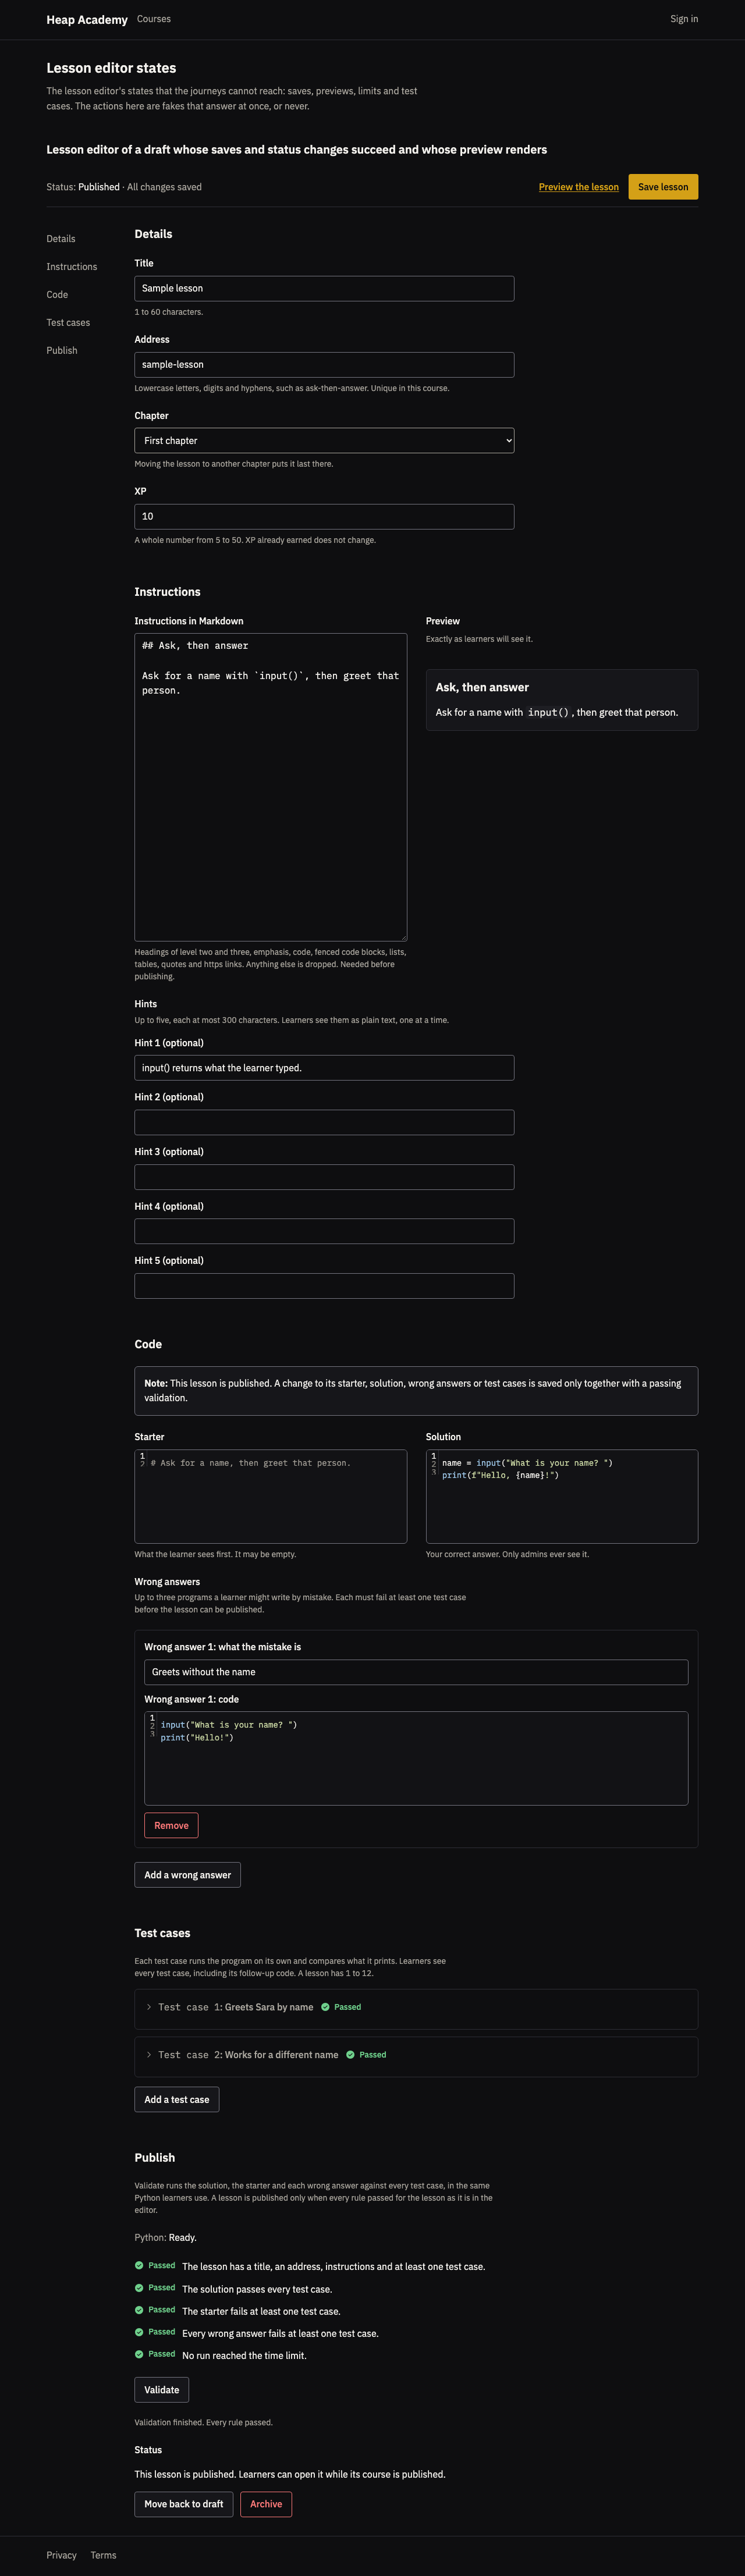 Heap Academy Courses Sign in
Lesson editor states
The lesson editor's states that the journeys cannot reach: saves, previews, limits and test
cases. The actions here are fakes that answer at once, or never.
Lesson editor of a draft whose saves and status changes succeed and whose preview renders
Status: Published · All changes saved
Preview the lesson
Save lesson
Details
Instructions
Code
Test cases
Publish
Details
Title
Sample lesson
1 to 60 characters.
Address
sample-lesson
Lowercase letters, digits and hyphens, such as ask-then-answer. Unique in this course.
Chapter
First chapter
Moving the lesson to another chapter puts it last there.
XP
10
A whole number from 5 to 50. XP already earned does not change.
Instructions
Instructions in Markdown
## Ask, then answer
Ask for a name with `input()`, then greet that
person.
Headings of level two and three, emphasis, code, fenced code blocks, lists,
tables, quotes and https links. Anything else is dropped. Needed before
publishing.
Preview
Exactly as learners will see it.
Ask, then answer
Ask for a name with input(), then greet that person.
Hints
Up to five, each at most 300 characters. Learners see them as plain text, one at a time.
Hint 1 (optional)
input() returns what the learner typed.
Hint 2 (optional)
Hint 3 (optional)
Hint 4 (optional)
Hint 5 (optional)
Code
Note: This lesson is published. A change to its starter, solution, wrong answers or test cases is saved only together with a passing
validation.
Starter
1
2
# Ask for a name, then greet that person.
What the learner sees first. It may be empty.
Solution
1
2
3
name = input("What is your name? ")
print(f"Hello, {name}!")
Your correct answer. Only admins ever see it.
Wrong answers
Up to three programs a learner might write by mistake. Each must fail at least one test case
before the lesson can be published.
Wrong answer 1: what the mistake is
Greets without the name
Wrong answer 1: code
1
2
3
input("What is your name? ")
print("Hello!")
Remove
Add a wrong answer
Test cases
Each test case runs the program on its own and compares what it prints. Learners see
every test case, including its follow-up code. A lesson has 1 to 12.
Test case 1: Greets Sara by name Passed
Test case 2: Works for a different name Passed
Add a test case
Publish
Validate runs the solution, the starter and each wrong answer against every test case, in the same
Python learners use. A lesson is published only when every rule passed for the lesson as it is in the
editor.
Python: Ready.
Passed The lesson has a title, an address, instructions and at least one test case.
Passed The solution passes every test case.
Passed The starter fails at least one test case.
Passed Every wrong answer fails at least one test case.
Passed No run reached the time limit.
Validate
Validation finished. Every rule passed.
Status
This lesson is published. Learners can open it while its course is published.
Move back to draft
Archive
Privacy Terms